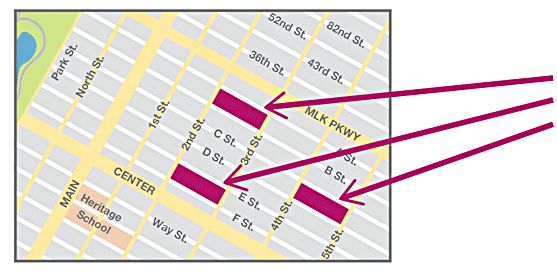 52nd St.
82nd St.
Park St.
North St.
36th St.
43rd St.
1st St.
2nd St.
MLK PKWY
C St.
D St.
3rd St.
B St.
MAIN
CENTER
Heritage
School
Way St.
E St.
F St.
4th St.
5th St.